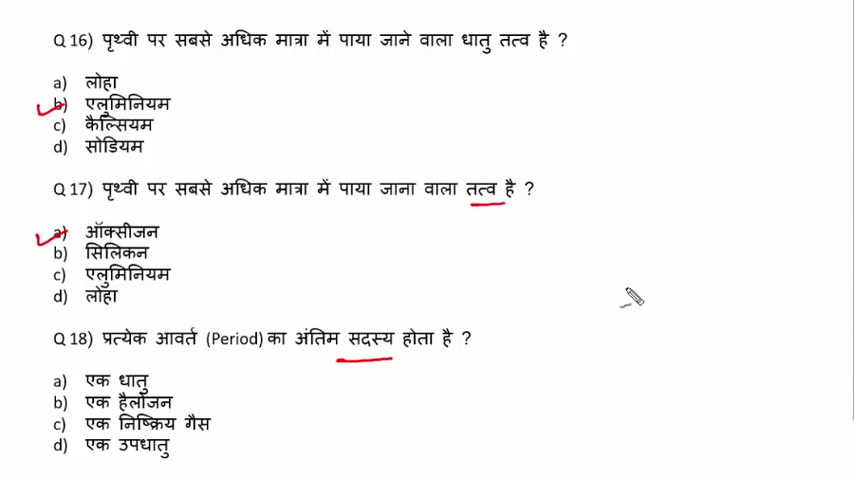 Q 16) पृथ्वी पर सबसे अधिक मात्रा में पाया जाने वाला धातु तत्व है ?
a) लोहा
b) एलुमिनियम
c) कैल्सियम
d) सोडियम
Q 17) पृथ्वी पर सबसे अधिक मात्रा में पाया जाना वाला तत्व है ?
a) ऑक्सीजन
b) सिलिकन
c) एलुमिनियम
d) लोहा
Q 18) प्रत्येक आवर्त (Period) का अंतिम सदस्य होता है ?
a) एक धातु
b) एक हैलोजन
c) एक निष्क्रिय गैस
d) एक उपधातु